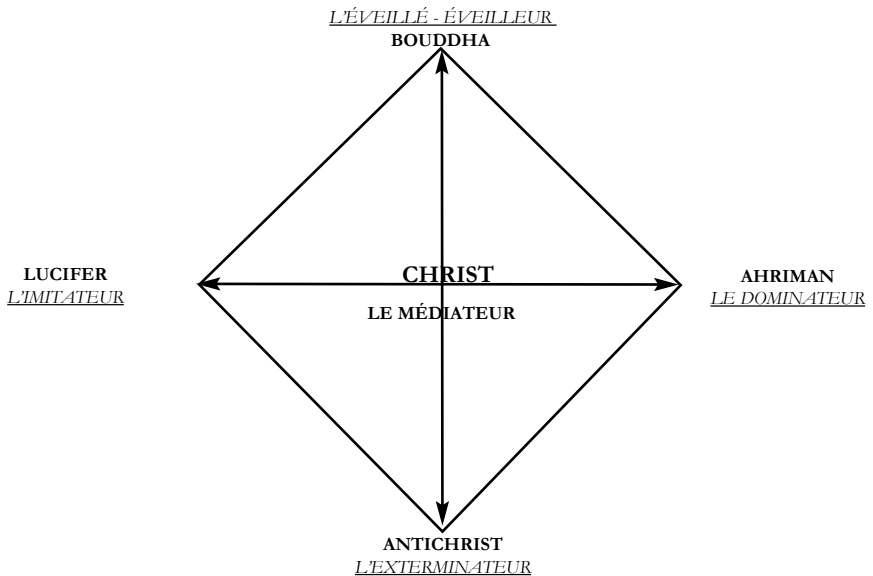 L'ÉVEILLÉ - ÉVEILLEUR
BOUDDHA
LUCIFER
L'IMITATEUR
CHRIST
LE MÉDIATEUR
AHRIMAN
LE DOMINATEUR
ANTICHRIST
L'EXTERMINATEUR